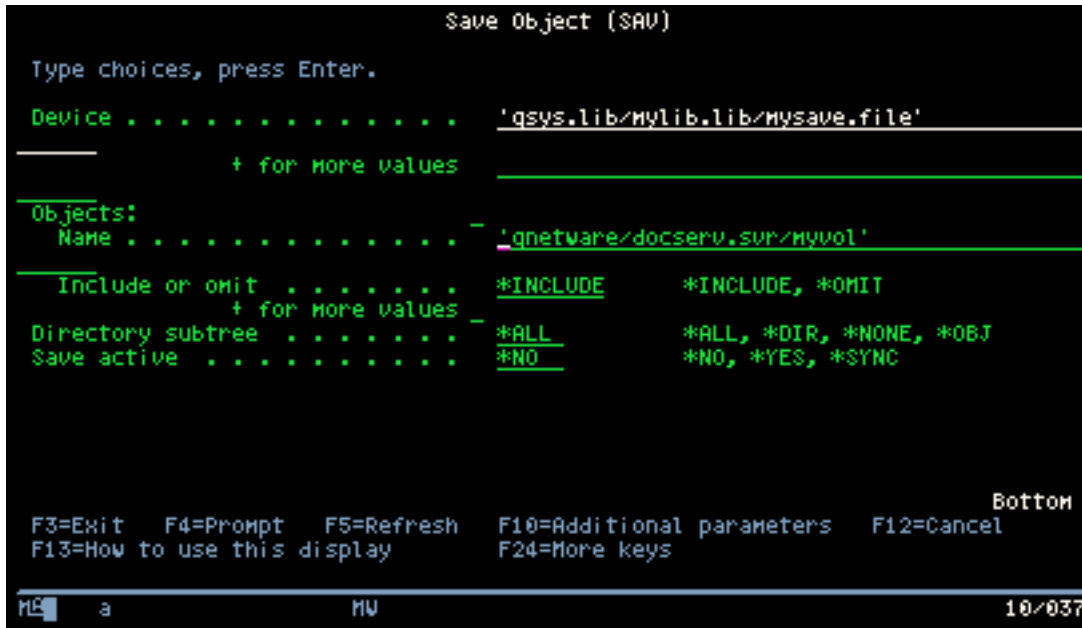 Save Object (SAV)
Type choices, press Enter.
Device . . . . . . . . . . . . . 'qsys.lib/mylib.lib/mysave.file'
+ for more values
Objects:
Name . . . . . . . . . . . . . 'qnetware/docserv.svr/myvol'
Include or omit . . . . . . . *INCLUDE *INCLUDE, *OMIT
+ for more values
Directory subtree . . . . . . . *ALL *ALL, *DIR, *NONE, *OBJ
Save active . . . . . . . . . . *NO *NO, *YES, *SYNC
Bottom
F3=Exit F4=Prompt F5=Refresh F10=Additional parameters F12=Cancel
F13=How to use this display F24=More keys
MA a MW 10/037